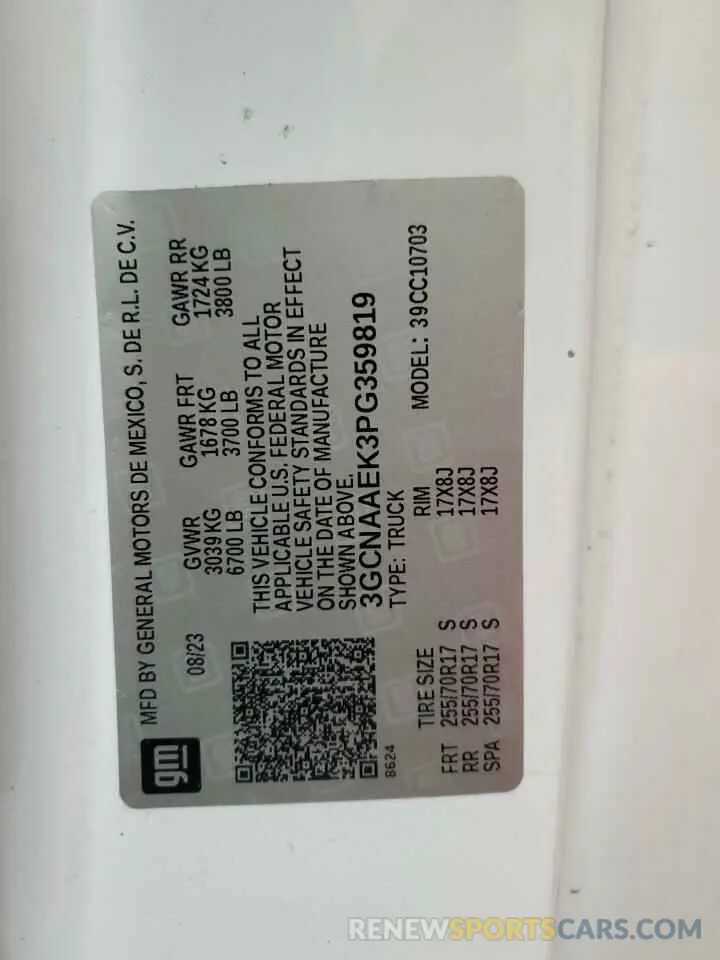 gm
MFD BY GENERAL MOTORS DE MEXICO, S. DE R.L. DE C.V.
08/23
GVWR GAWR FRT GAWR RR
3039 KG 1678 KG 1724 KG
6700 LB 3700 LB 3800 LB
THIS VEHICLE CONFORMS TO ALL
APPLICABLE U.S. FEDERAL MOTOR
VEHICLE SAFETY STANDARDS IN EFFECT
ON THE DATE OF MANUFACTURE
SHOWN ABOVE.
3GCNAAEK3PG359819
8624
TYPE: TRUCK MODEL: 39CC10703
TIRE SIZE RIM
FRT 255/70R17 S 17X8J
RR 255/70R17 S 17X8J
SPA 255/70R17 S 17X8J
RENEWSPORTSCARS.COM